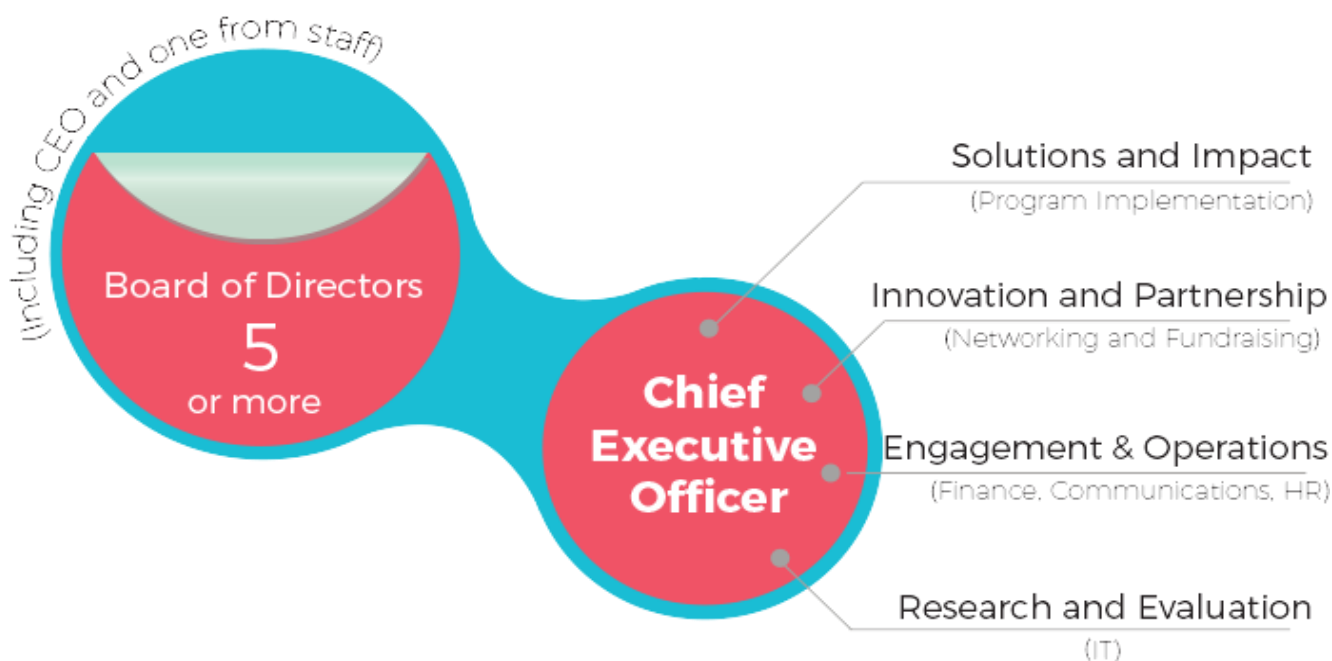 (Including CEO and one from staff)
Board of Directors
5
or more
Chief
Executive
Officer
Solutions and Impact
(Program Implementation)
Innovation and Partnership
(Networking and Fundraising)
Engagement & Operations
(Finance, Communications, HR)
Research and Evaluation
(IT)